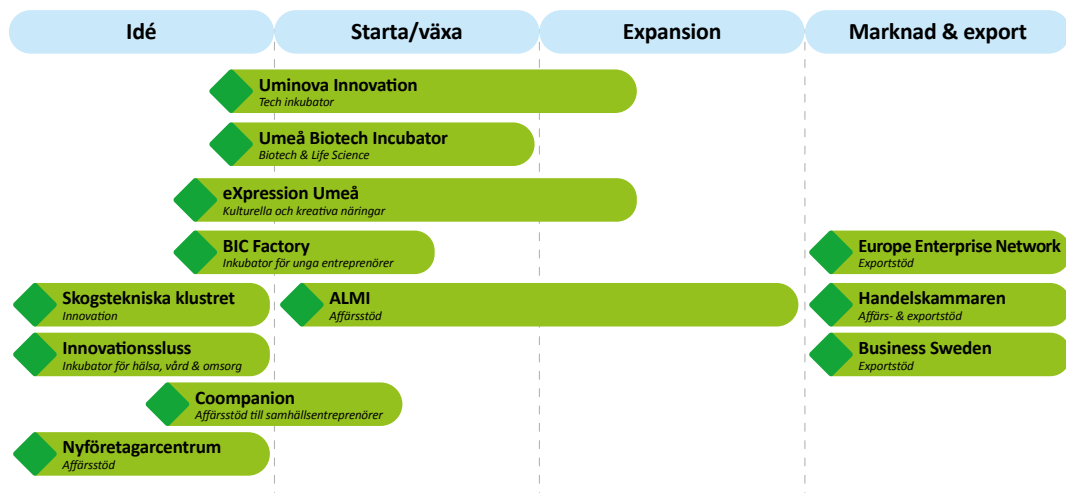 Idé
Starta/växa
Expansion
Marknad & export
Uminova Innovation
Tech inkubator
Umeå Biotech Incubator
Biotech & Life Science
eXpression Umeå
Kulturella och kreativa näringar
BIC Factory
Inkubator för unga entreprenörer
Europe Enterprise Network
Exportstöd
Skogstekniska klustret
Innovation
ALMI
Affärsstöd
Handelskammaren
Affärs- & exportstöd
Innovationssluss
Inkubator för hälsa, vård & omsorg
Business Sweden
Exportstöd
Coompanion
Affärsstöd till samhällsentreprenörer
Nyföretagarcentrum
Affärsstöd